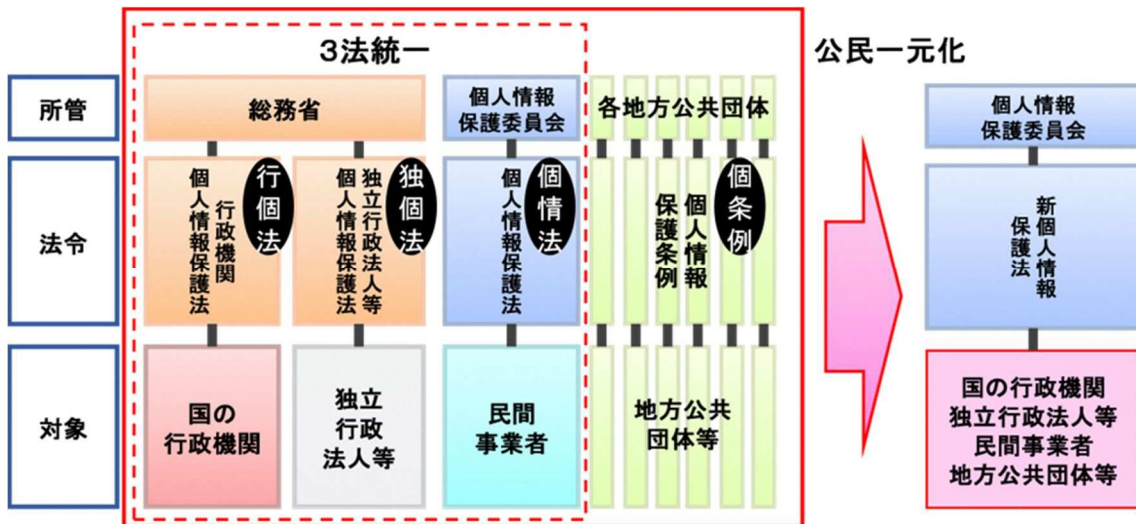 3法統一
公民一元化
所管
総務省
個人情報
保護委員会
各地方公共団体
個人情報
保護委員会
法令
行政機関
個人情報保護法
行個法
独立行政法人等
個人情報保護法
独個法
個人情報保護法
個情法
個人情報
保護条例
個条例
新個人情報
保護法
対象
国の
行政機関
独立
行政
法人等
民間
事業者
地方公共
団体等
国の行政機関
独立行政法人等
民間事業者
地方公共団体等